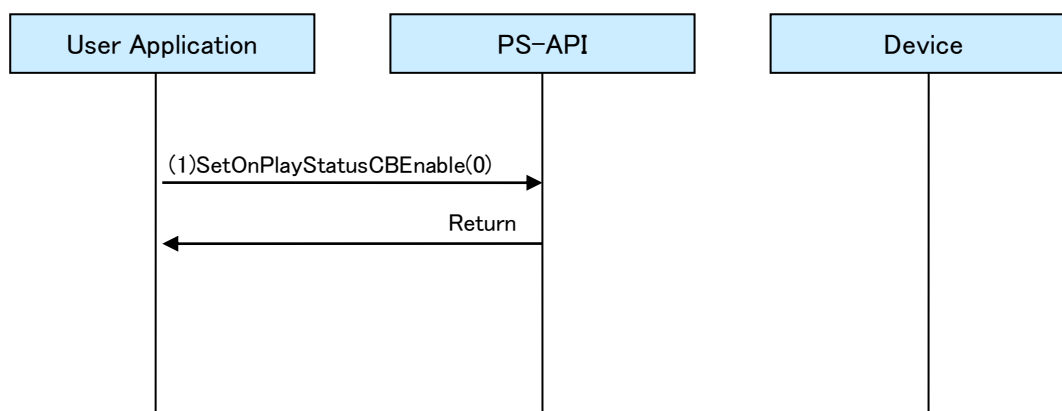 User Application
PS-API
Device
(1)SetOnPlayStatusCBEnable(0)
Return